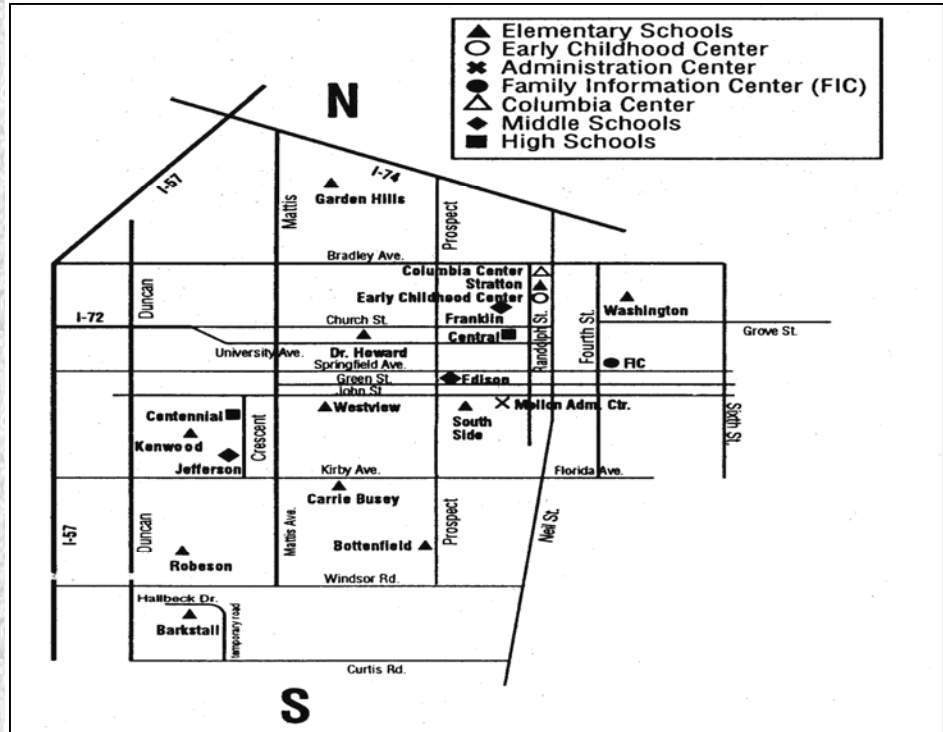 Elementary Schools
Early Childhood Center
Administration Center
Family Information Center (FIC)
Columbia Center
Middle Schools
High Schools
N
I-57
I-74
Garden Hills
Mattis
Prospect
Bradley Ave.
Duncan
Columbia Center
Stratton
Early Childhood Center
Washington
I-72
Church St.
Franklin
Randolph St.
Fourth St.
Grove St.
Central
University Ave.
Dr. Howard
Springfield Ave.
FIC
Green St.
Edison
John St
Centennial
Westview
Mellon Adm. Ctr.
South
Side
Sixth St.
Kenwood
Crescent
Jefferson
Kirby Ave.
Florida Ave.
Carrie Busey
I-57
Duncan
Mattis Ave.
Prospect
Neil St.
Bottenfield
Robeson
Windsor Rd.
Hallbeck Dr.
Barkstall
temporary road
Curtis Rd.
S